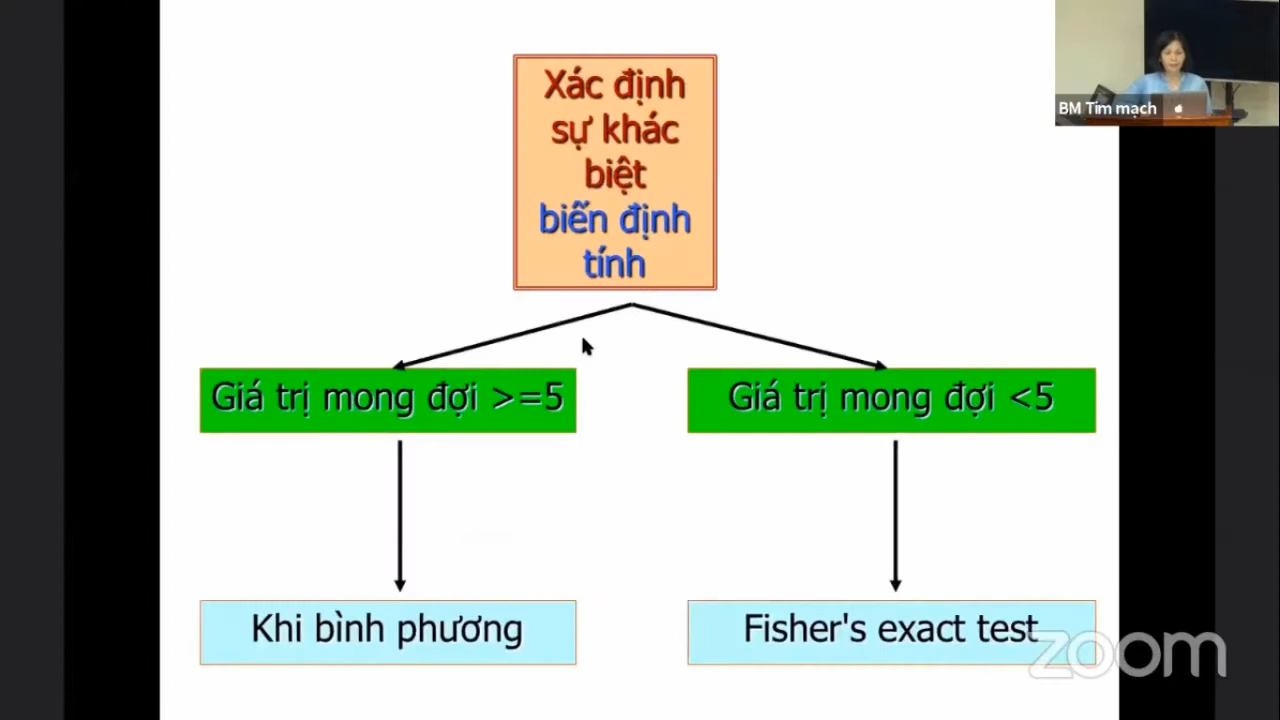 Xác định
sự khác
biệt
biến định
tính
BM Tim mạch
Giá trị mong đợi >=5
Giá trị mong đợi <5
Khi bình phương
Fisher's exact test
zoom